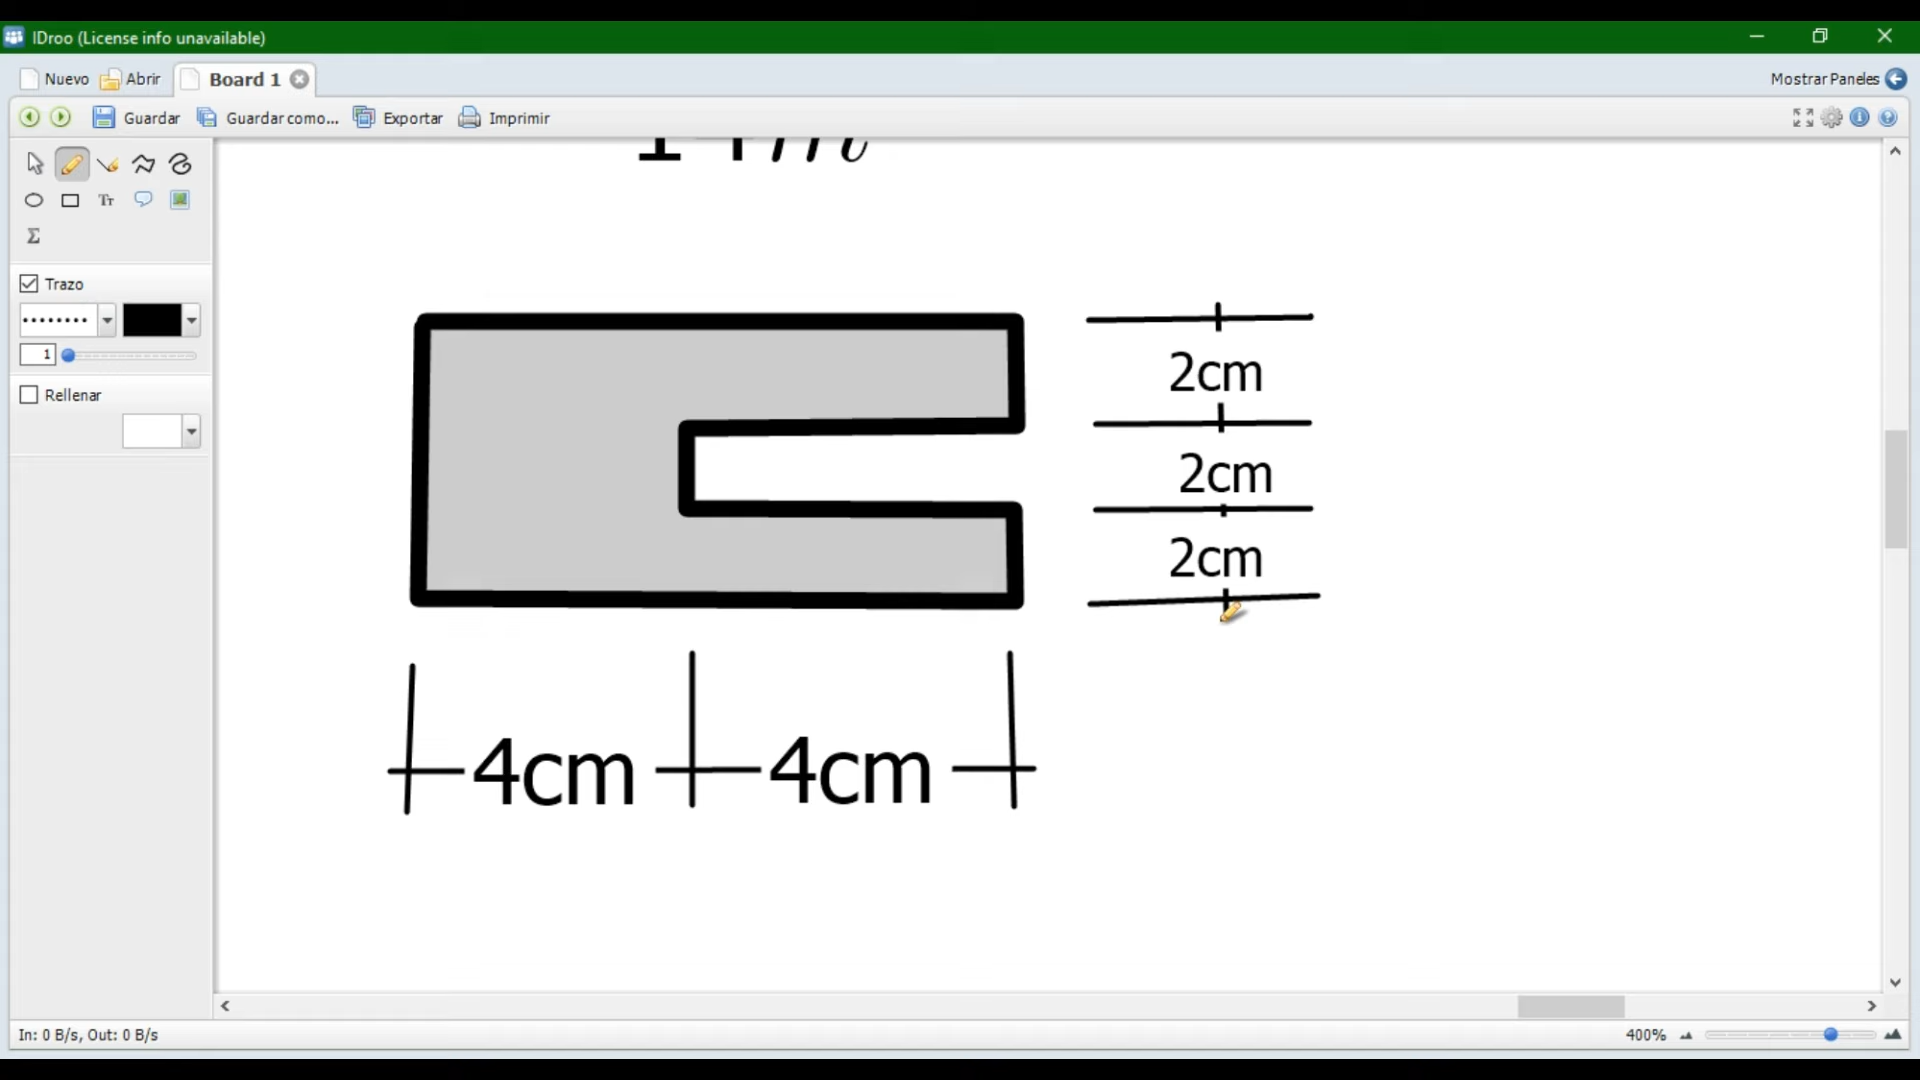 IDroo (License info unavailable)
Nuevo Abrir Board 1 Mostrar Paneles
Guardar Guardar como... Exportar Imprimir
Trazo
1
Rellenar
2cm
2cm
2cm
4cm 4cm
In: 0 B/s, Out: 0 B/s 400%